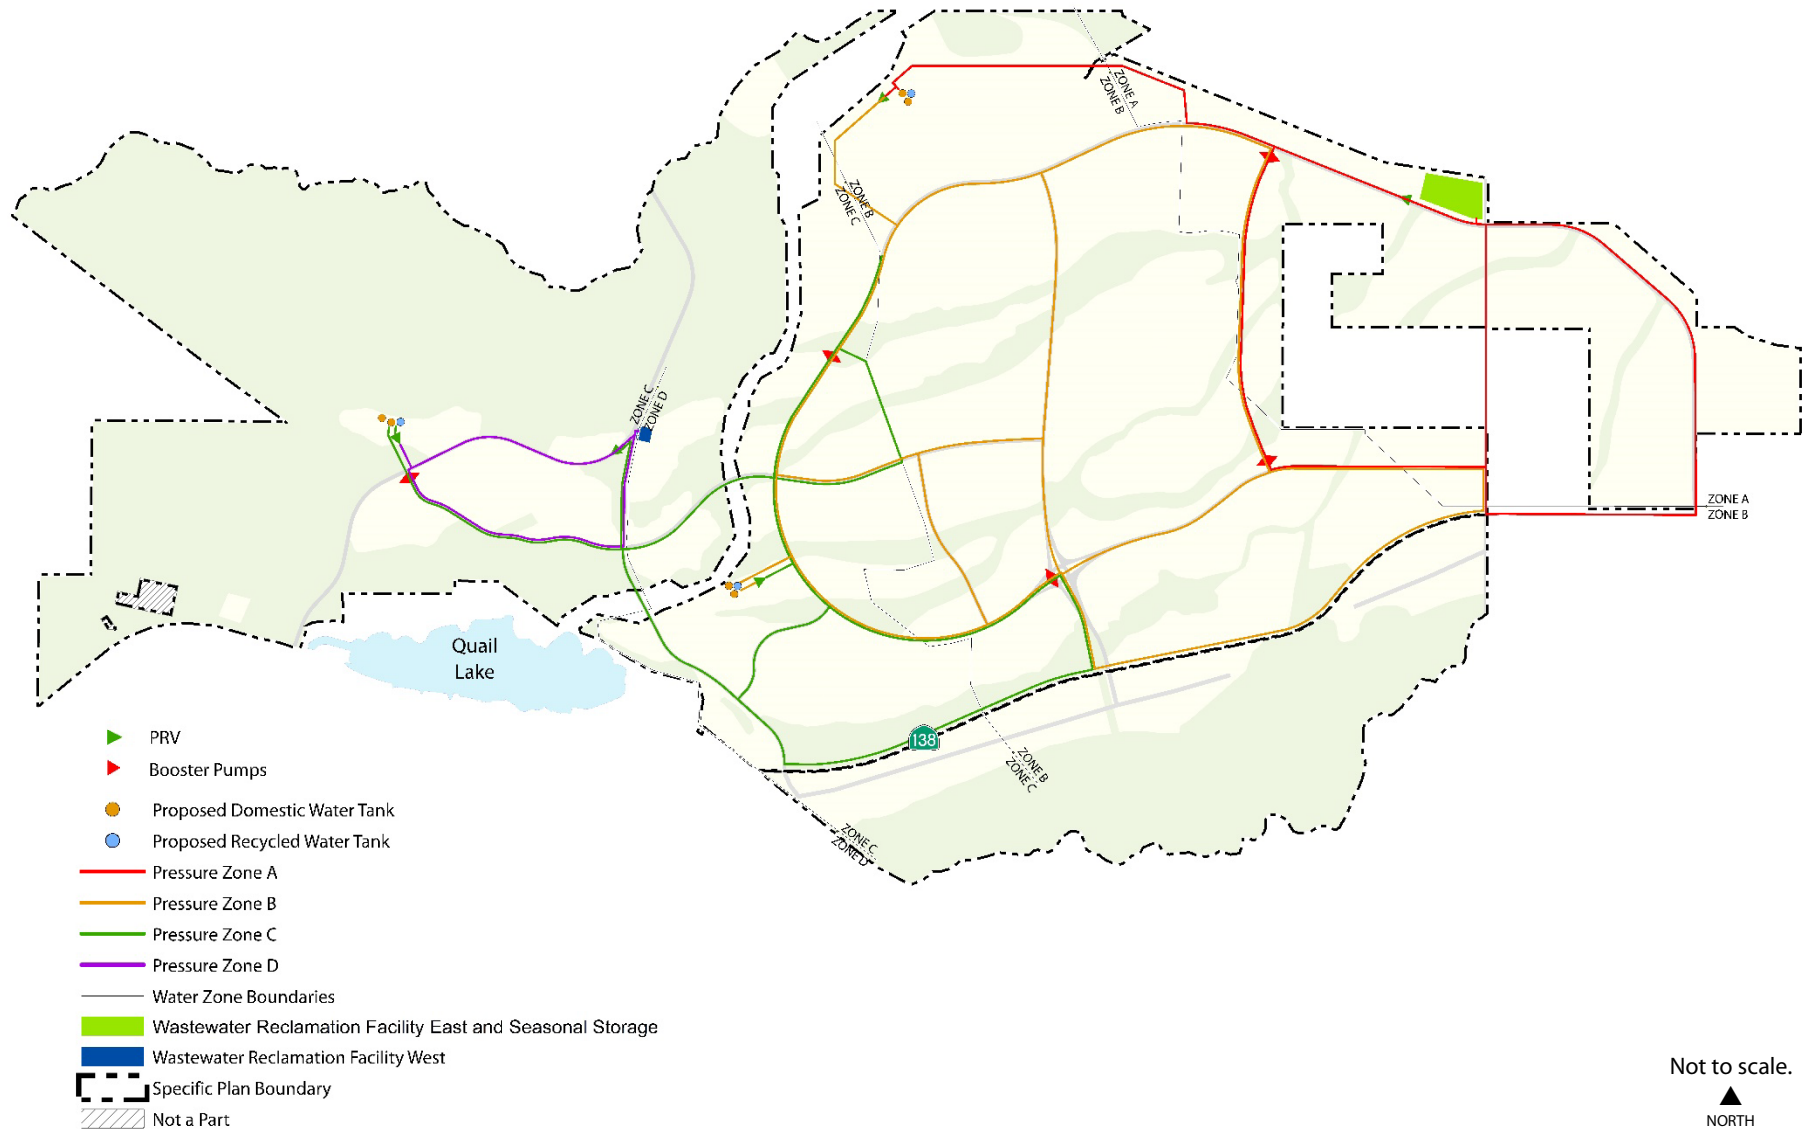 ZONE A
ZONE B
ZONE B
ZONE C
ZONE C
ZONE D
ZONE A
ZONE B
Quail
Lake
138
ZONE B
ZONE C
ZONE C
ZONE D
PRV
Booster Pumps
Proposed Domestic Water Tank
Proposed Recycled Water Tank
Pressure Zone A
Pressure Zone B
Pressure Zone C
Pressure Zone D
Water Zone Boundaries
Wastewater Reclamation Facility East and Seasonal Storage
Wastewater Reclamation Facility West
Specific Plan Boundary
Not a Part
Not to scale.
NORTH